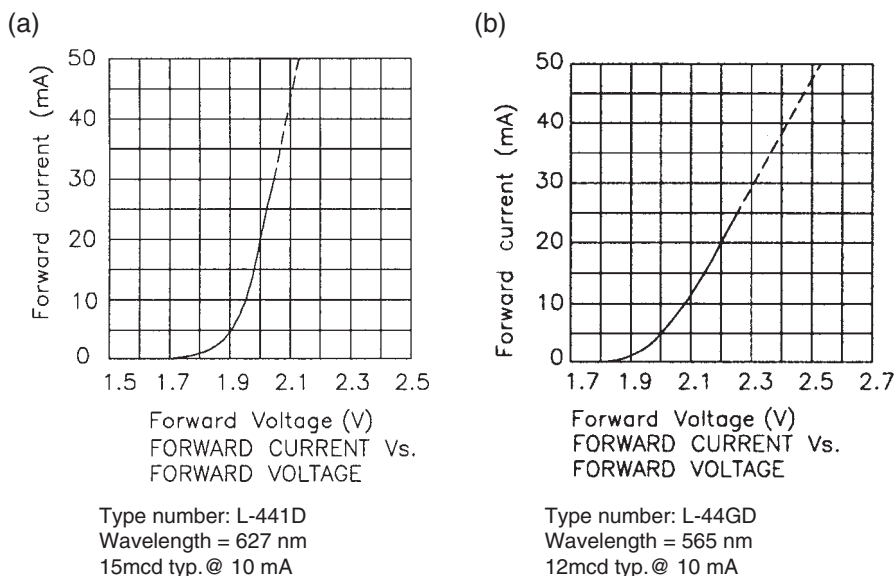 (a)
Forward current (mA)
50
40
30
20
10
0
1.5 1.7 1.9 2.1 2.3 2.5
Forward Voltage (V)
FORWARD CURRENT Vs.
FORWARD VOLTAGE
Type number: L-441D
Wavelength = 627 nm
15mcd typ.@ 10 mA
(b)
Forward current (mA)
50
40
30
20
10
0
1.7 1.9 2.1 2.3 2.5 2.7
Forward Voltage (V)
FORWARD CURRENT Vs.
FORWARD VOLTAGE
Type number: L-44GD
Wavelength = 565 nm
12mcd typ.@ 10 mA